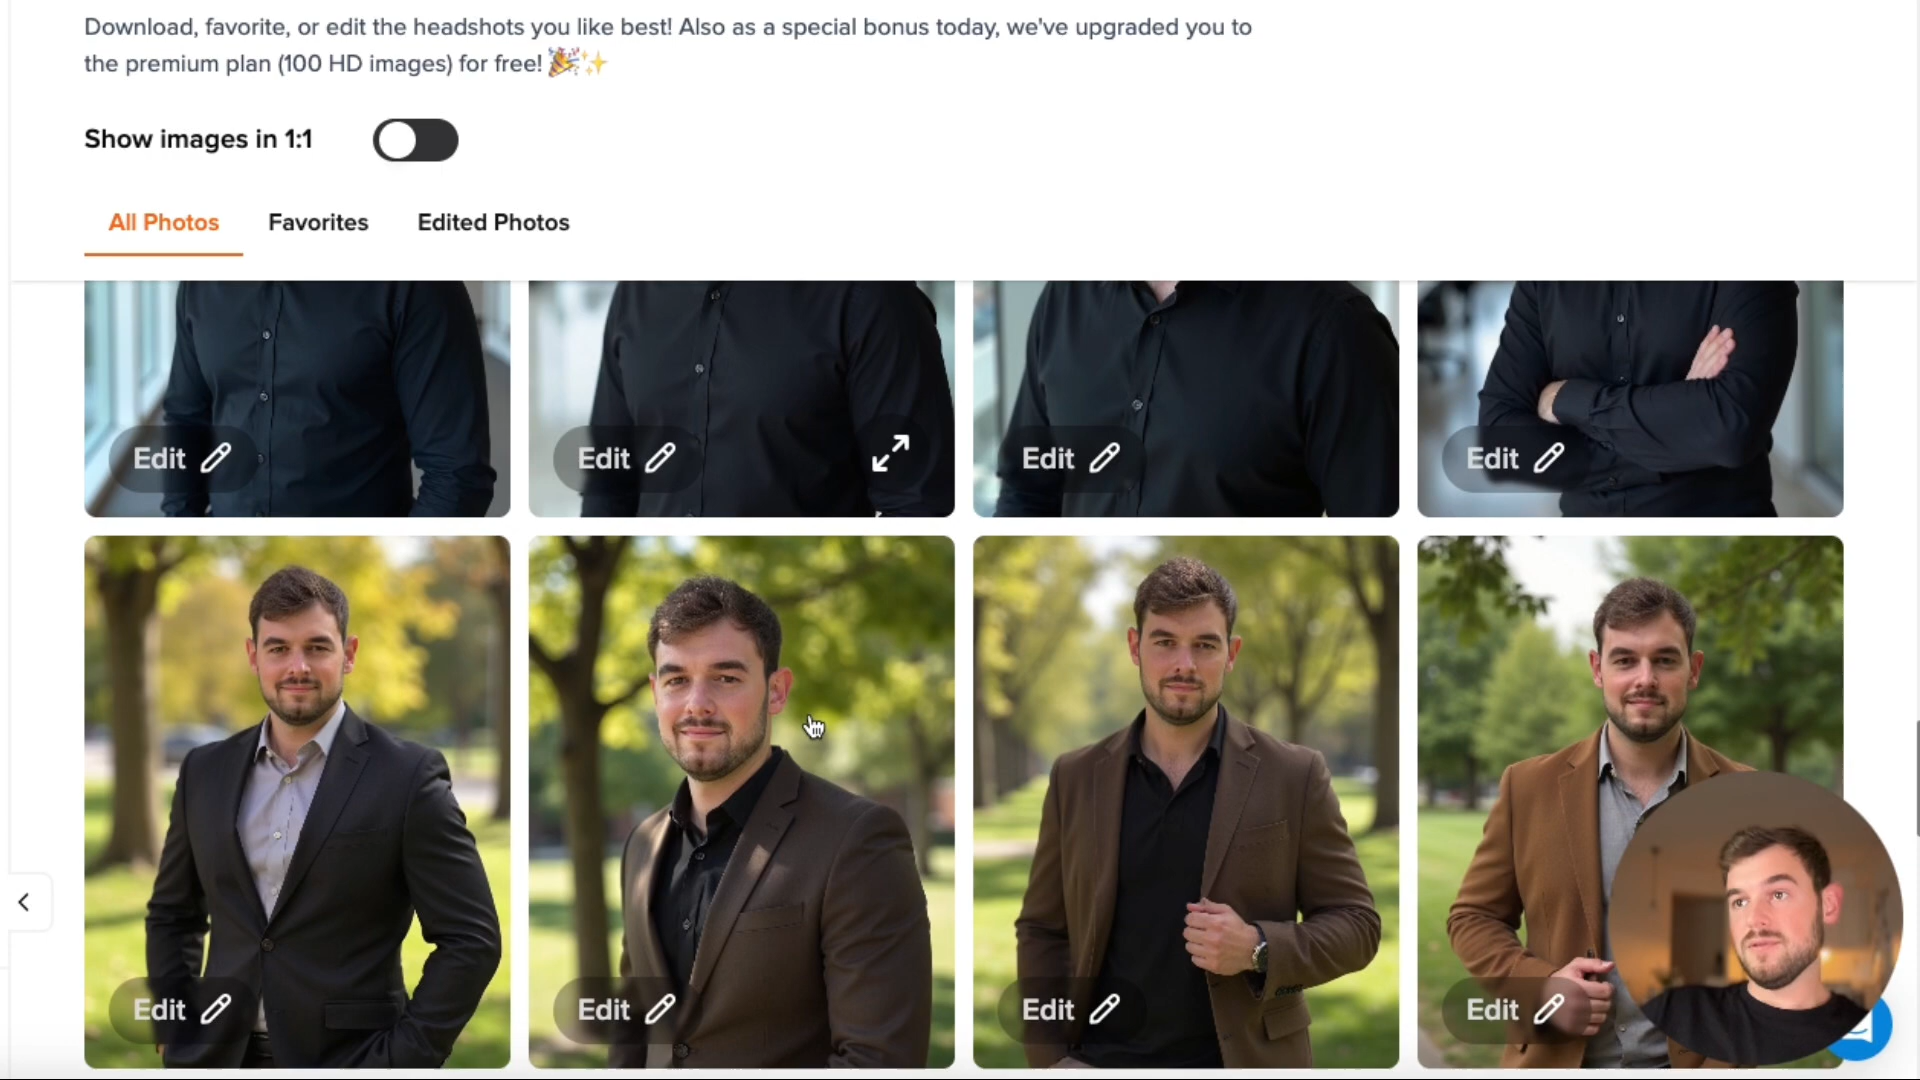 Download, favorite, or edit the headshots you like best! Also as a special bonus today, we've upgraded you to
the premium plan (100 HD images) for free! 🎉✨
Show images in 1:1
All Photos Favorites Edited Photos
Edit Edit Edit Edit
Edit Edit Edit Edit